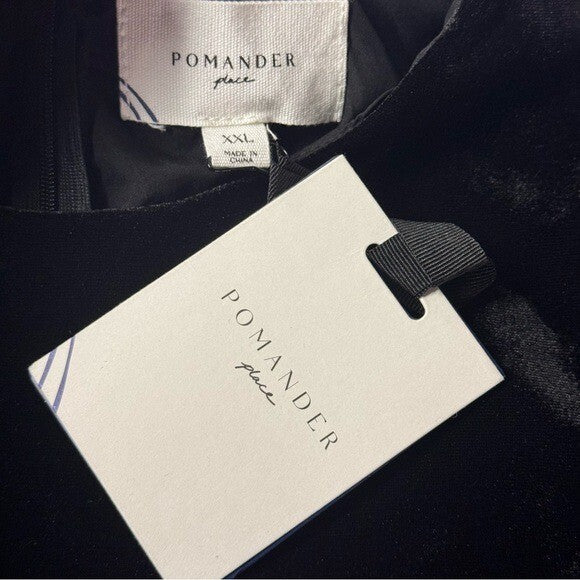 POMANDER
place
XXL
MADE IN
CHINA
POMANDER
place